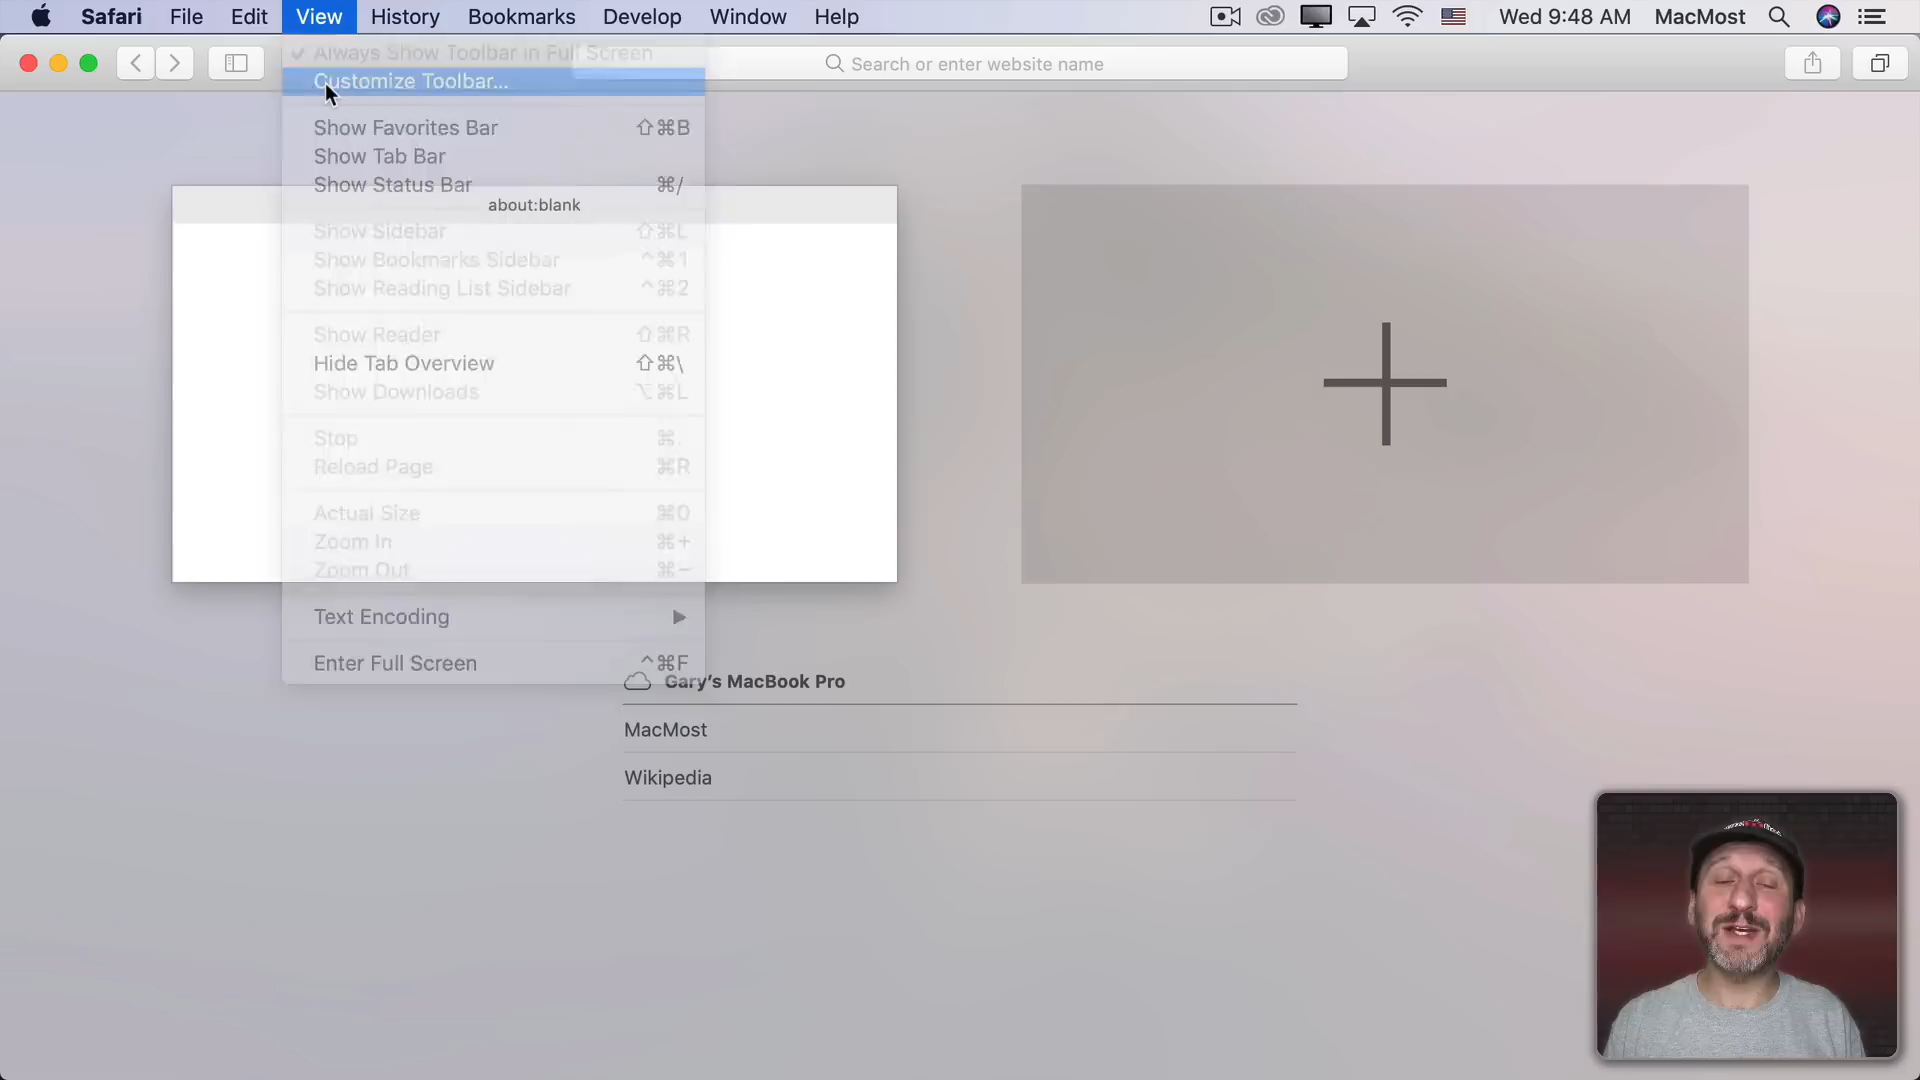 Safari File Edit View History Bookmarks Develop Window Help Wed 9:48 AM MacMost
Always Show Toolbar in Full Screen
Search or enter website name
Customize Toolbar...
Show Favorites Bar ⇧⌘B
Show Tab Bar
Show Status Bar ⌘/
about:blank
Show Sidebar ⇧⌘L
Show Bookmarks Sidebar ^⌘1
Show Reading List Sidebar ^⌘2
Show Reader ⇧⌘R
Hide Tab Overview ⇧⌘\
Show Downloads ⌥⌘L
Stop ⌘.
Reload Page ⌘R
Actual Size ⌘0
Zoom In ⌘+
Zoom Out ⌘−
Text Encoding ▶
Enter Full Screen ^⌘F
Gary's MacBook Pro
MacMost
Wikipedia